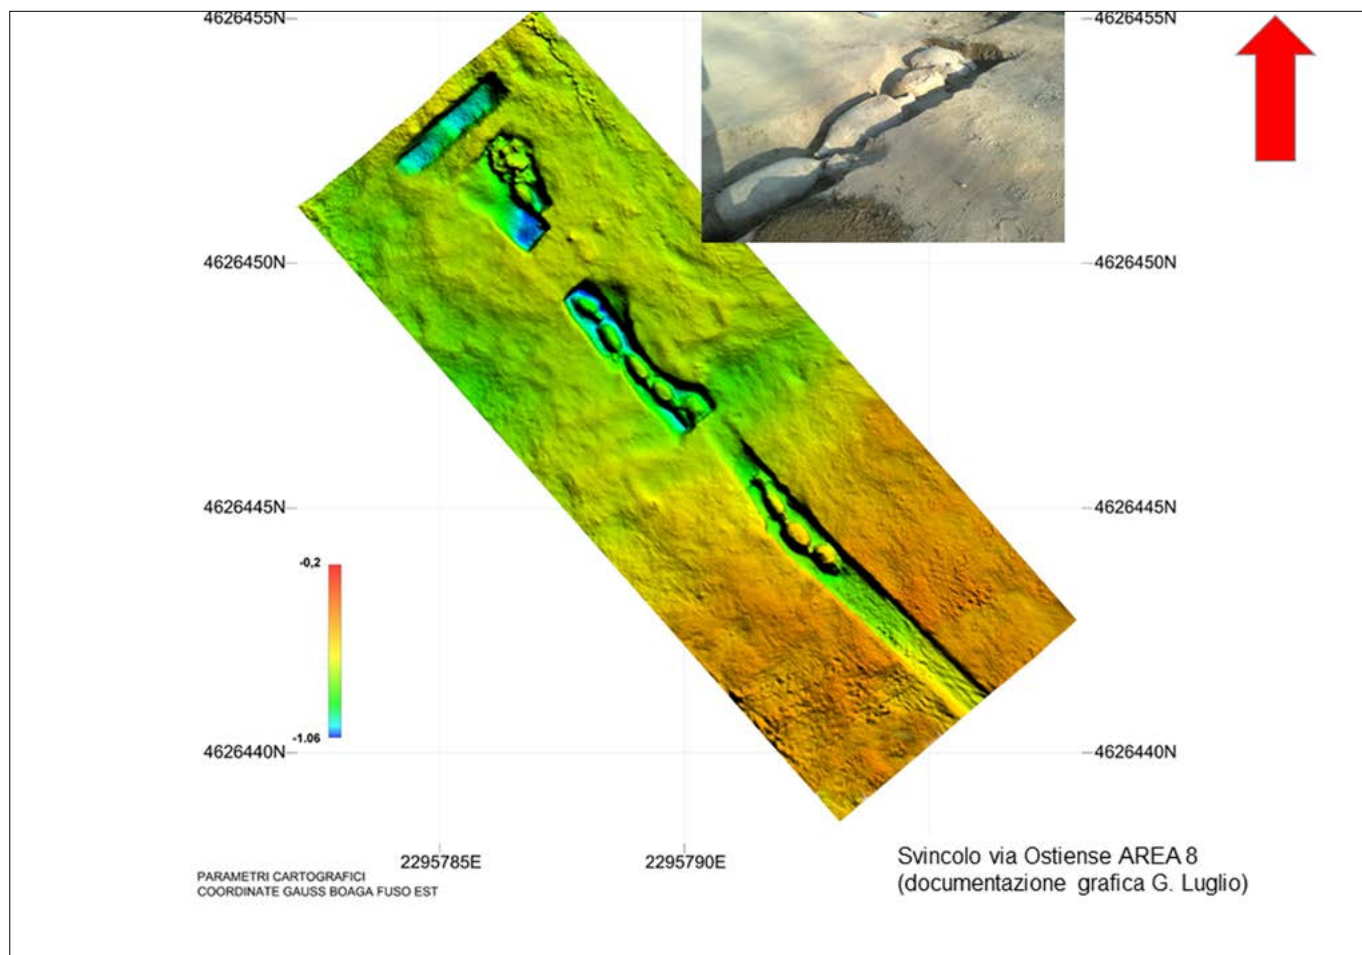 4626455N
4626455N
4626450N
4626450N
4626445N
4626445N
-0,2
-1.06
4626440N
4626440N
2295785E
2295790E
PARAMETRI CARTOGRAFICI
COORDINATE GAUSS BOAGA FUSO EST
Svincolo via Ostiense AREA 8
(documentazione grafica G. Luglio)